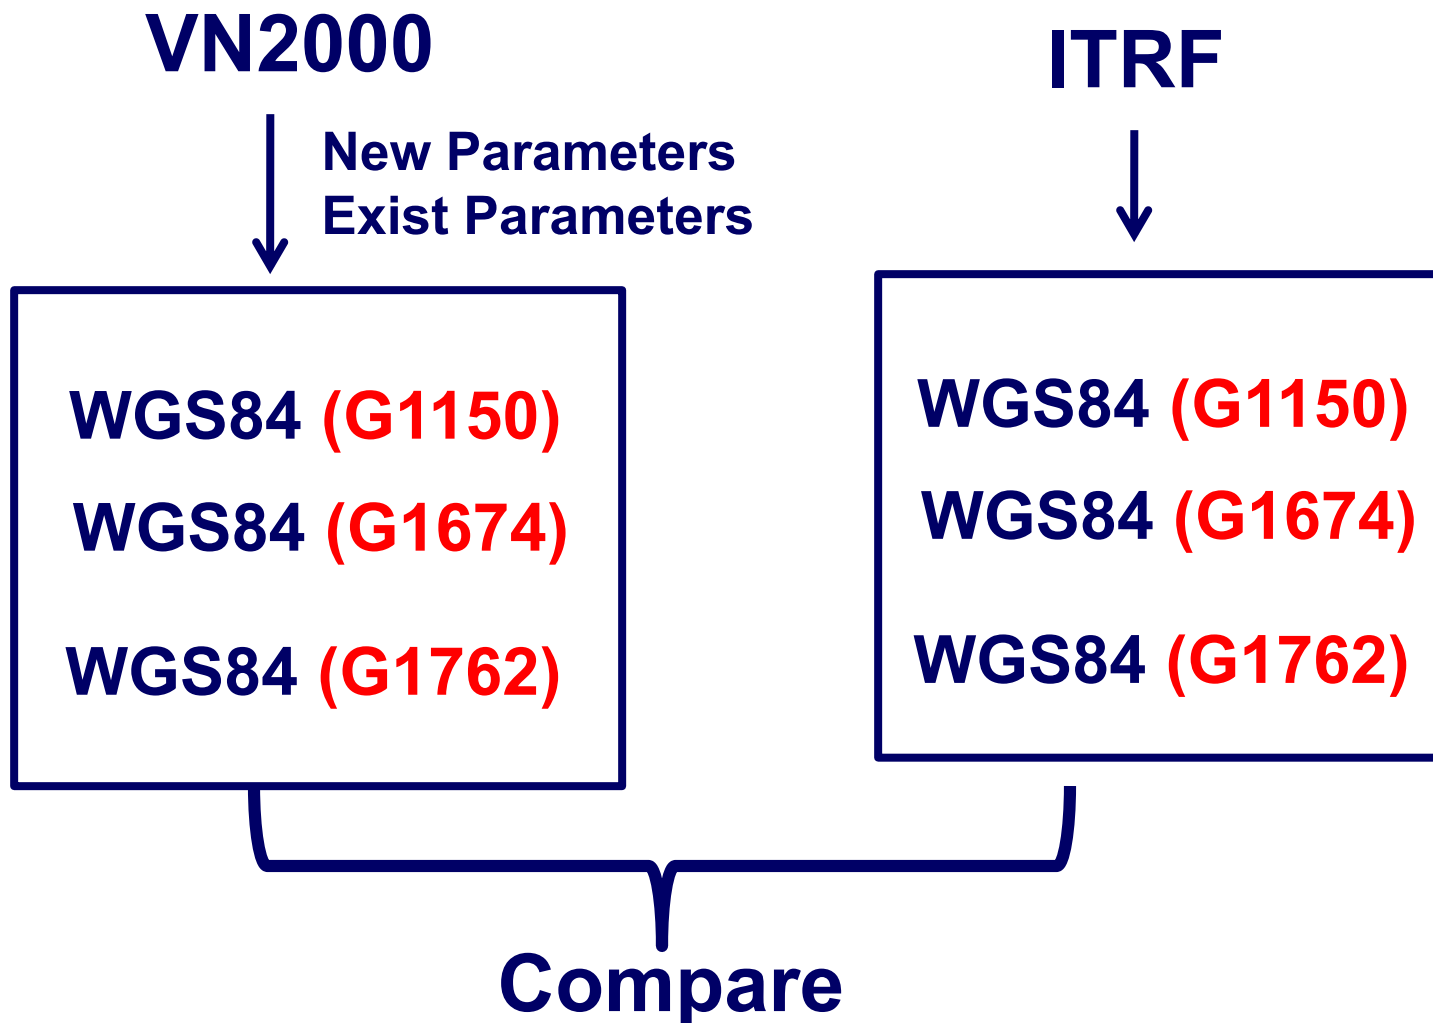 VN2000
New Parameters
Exist Parameters
WGS84 (G1150)
WGS84 (G1674)
WGS84 (G1762)
ITRF
WGS84 (G1150)
WGS84 (G1674)
WGS84 (G1762)
Compare